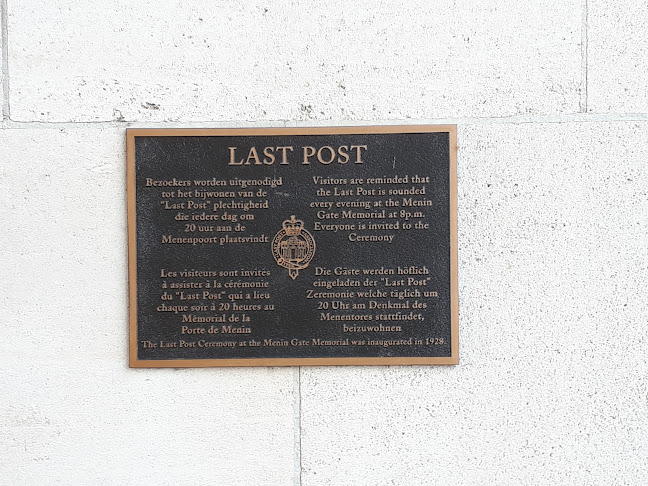 LAST POST
Bezoekers worden uitgenodigd
tot het bijwonen van de
"Last Post" plechtigheid
die iedere dag om
20 uur aan de
Menenpoort plaatsvindt
Visitors are reminded that
the Last Post is sounded
every evening at the Menin
Gate Memorial at 8p.m.
Everyone is invited to the
Ceremony
Les visiteurs sont invités
à assister à la cérémonie
du "Last Post" qui a lieu
chaque soir à 20 heures au
Mémorial de la
Porte de Menin
Die Gäste werden höflich
eingeladen der "Last Post"
Zeremonie welche täglich um
20 Uhr am Denkmal des
Menentores stattfindet,
beizuwohnen
The Last Post Ceremony at the Menin Gate Memorial was inaugurated in 1928.